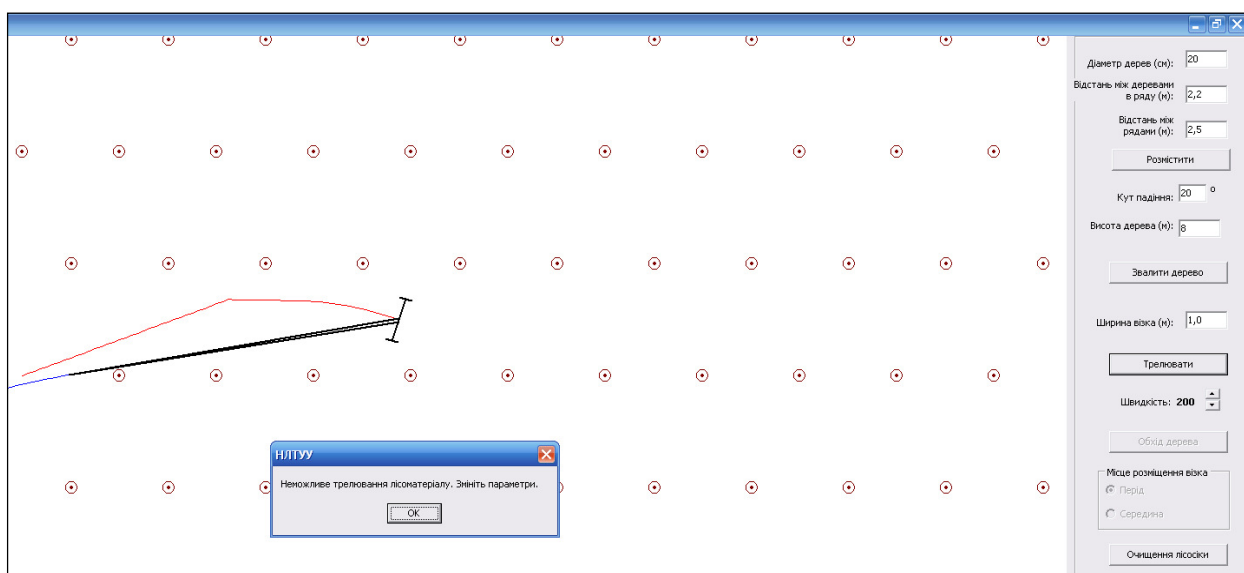 Діаметр дерев (см): 20
Відстань між деревами
в ряду (м): 2,2
Відстань між
рядами (м): 2,5
Розмістити
Кут падіння: 20 °
Висота дерева (м): 8
Звалити дерево
Ширина візка (м): 1,0
Трелювати
Швидкість: 200
Обхід дерева
Місце розміщення візка
Перід
Середина
Очищення лісосіки
НЛТУУ
Неможливе трелювання лісоматеріалу. Змініть параметри.
OK